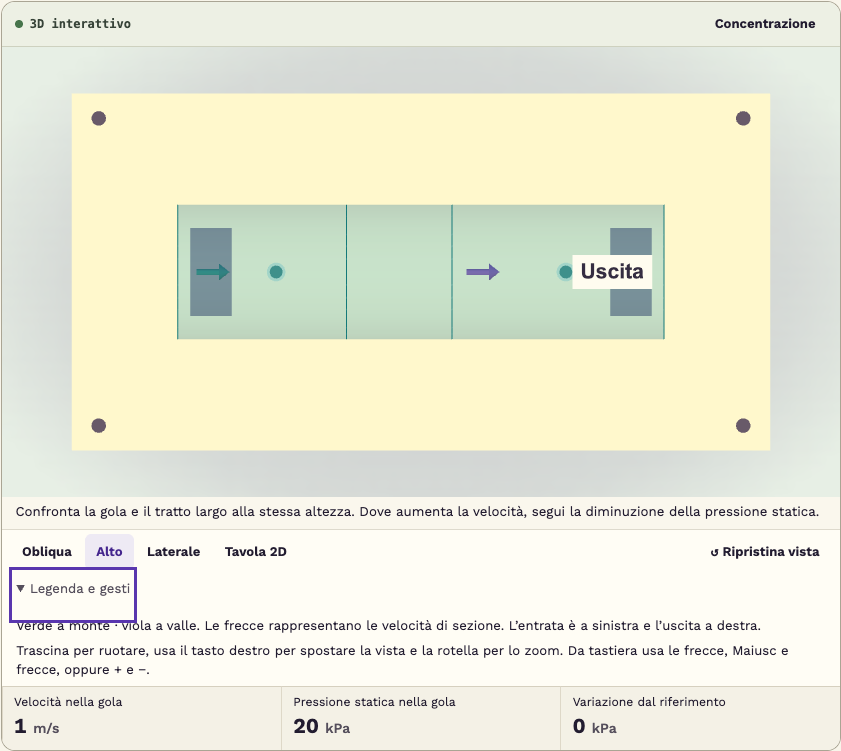 3D interattivo
Concentrazione
Uscita
Confronta la gola e il tratto largo alla stessa altezza. Dove aumenta la velocità, segui la diminuzione della pressione statica.
Obliqua Alto Laterale Tavola 2D ↺ Ripristina vista
▼ Legenda e gesti
Verde a monte · viola a valle. Le frecce rappresentano le velocità di sezione. L’entrata è a sinistra e l’uscita a destra.
Trascina per ruotare, usa il tasto destro per spostare la vista e la rotella per lo zoom. Da tastiera usa le frecce, Maiusc e
frecce, oppure + e −.
Velocità nella gola
1 m/s
Pressione statica nella gola
20 kPa
Variazione dal riferimento
0 kPa